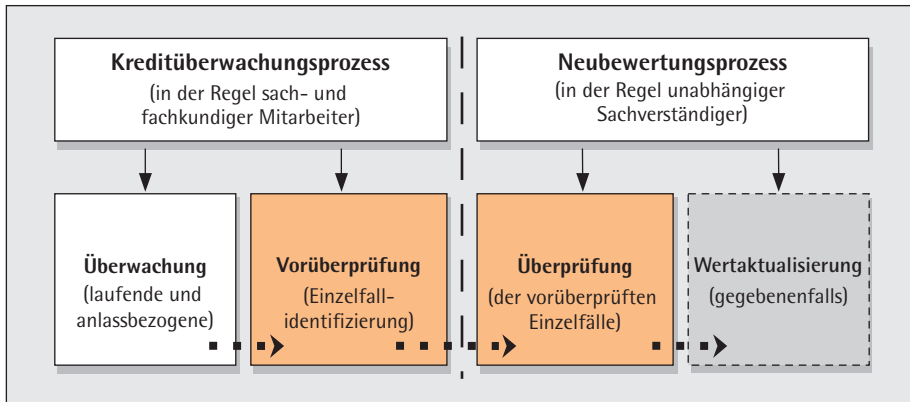 Kreditüberwachungsprozess
(in der Regel sach- und
fachkundiger Mitarbeiter)
Neubewertungsprozess
(in der Regel unabhängiger
Sachverständiger)
Überwachung
(laufende und
anlassbezogene)
Vorüberprüfung
(Einzelfall-
identifizierung)
Überprüfung
(der vorüberprüften
Einzelfälle)
Wertaktualisierung
(gegebenenfalls)